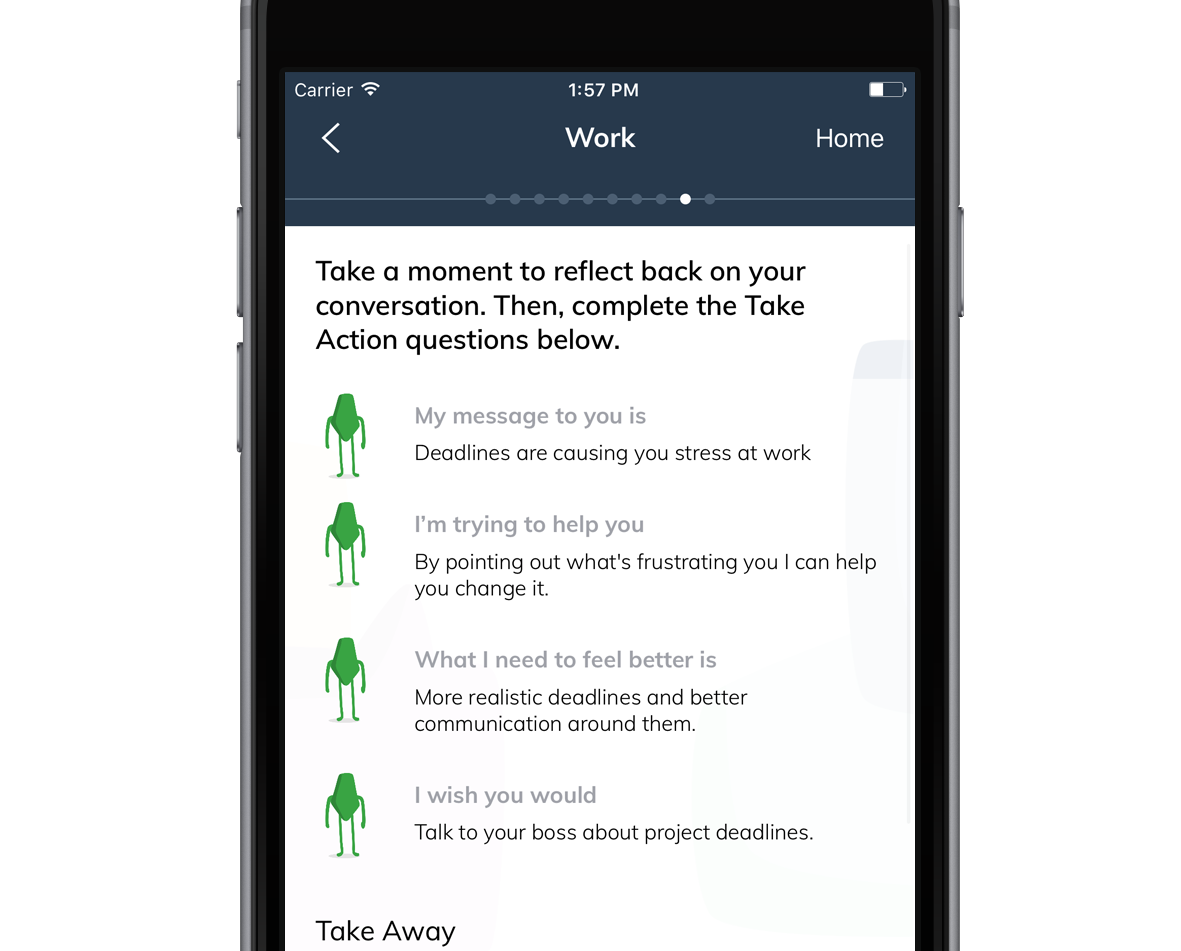 Carrier
1:57 PM
Work
Home
Take a moment to reflect back on your
conversation. Then, complete the Take
Action questions below.
My message to you is
Deadlines are causing you stress at work
I’m trying to help you
By pointing out what's frustrating you I can help
you change it.
What I need to feel better is
More realistic deadlines and better
communication around them.
I wish you would
Talk to your boss about project deadlines.
Take Away